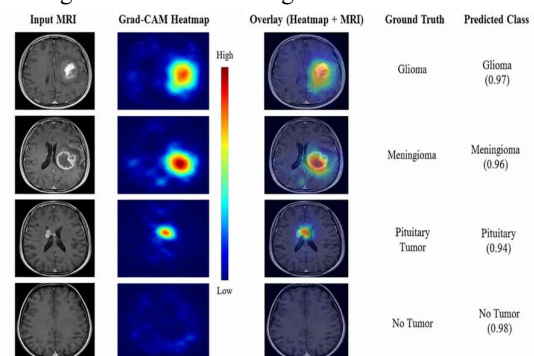 Input MRI
Grad-CAM Heatmap
Overlay (Heatmap + MRI)
Ground Truth
Predicted Class
High
Glioma
Glioma
(0.97)
Meningioma
Meningioma
(0.96)
Pituitary
Tumor
Pituitary
(0.94)
Low
No Tumor
No Tumor
(0.98)